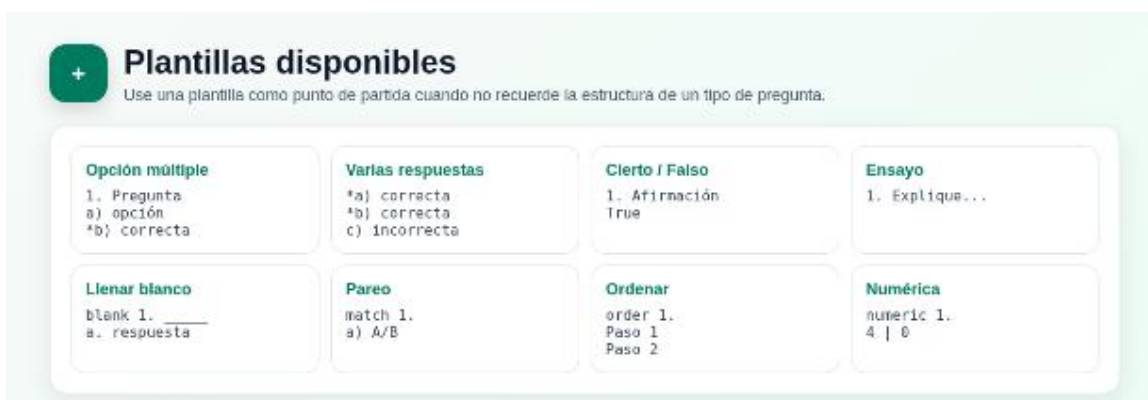 +
Plantillas disponibles
Use una plantilla como punto de partida cuando no recuerde la estructura de un tipo de pregunta.
Opción múltiple
1. Pregunta
a) opción
*b) correcta
Varias respuestas
*a) correcta
*b) correcta
c) incorrecta
Cierto / Falso
1. Afirmación
True
Ensayo
1. Explique...
Llenar blanco
blank 1. _____
a. respuesta
Pareo
match 1.
a) A/B
Ordenar
order 1.
Paso 1
Paso 2
Numérica
numeric 1.
4 | 0